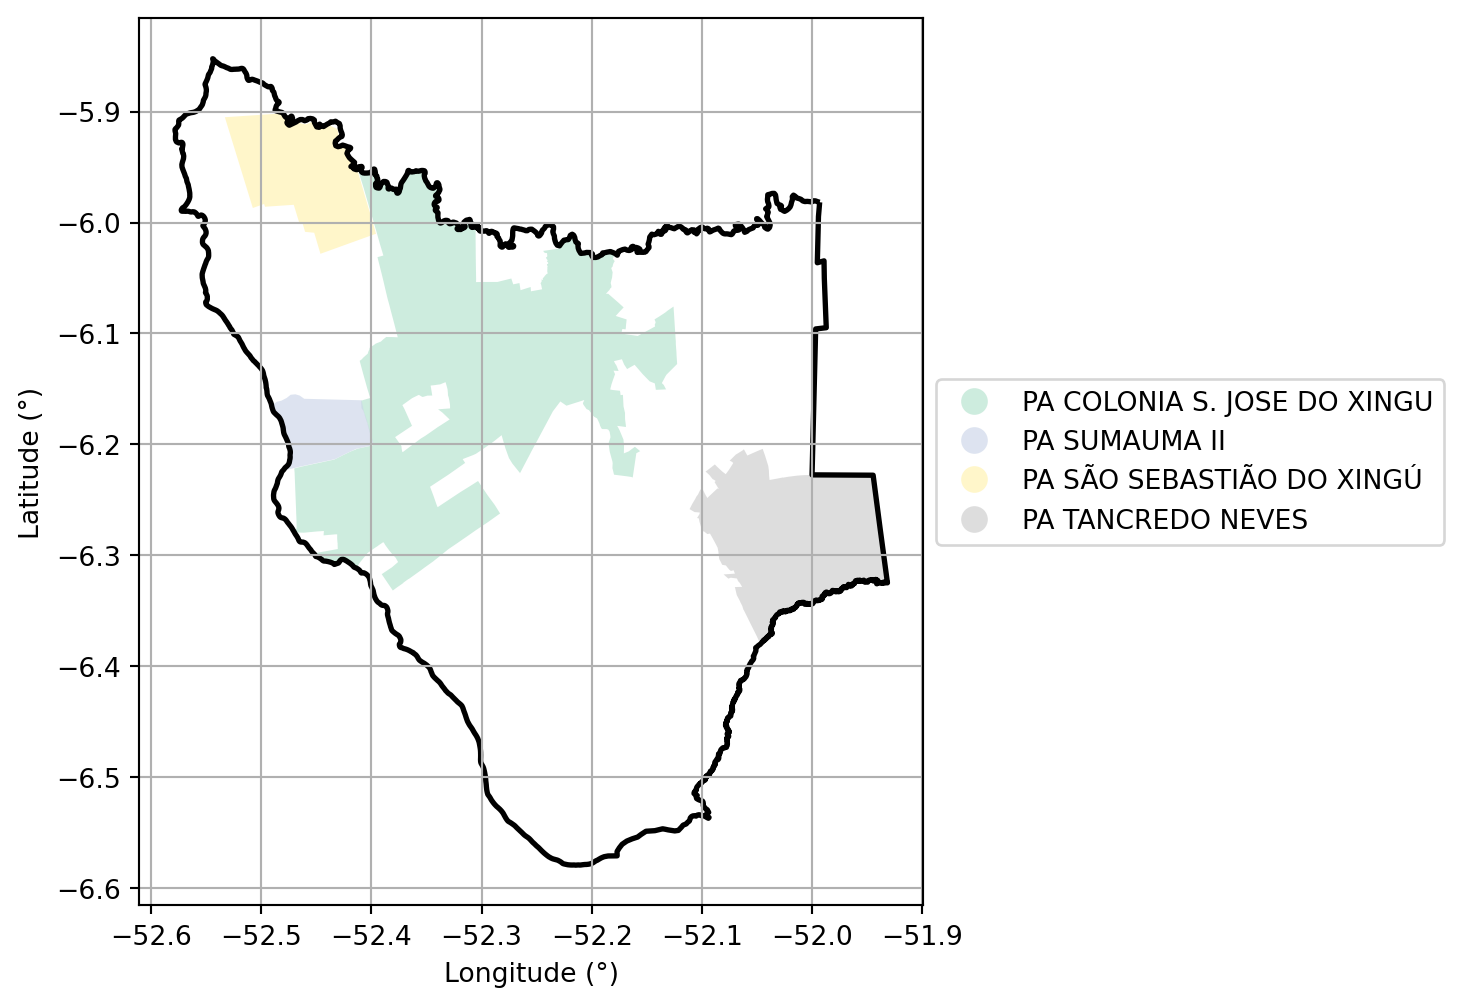 −5.9
−6.0
−6.1
−6.2
−6.3
−6.4
−6.5
−6.6
Latitude (°)
−52.6 −52.5 −52.4 −52.3 −52.2 −52.1 −52.0 −51.9
Longitude (°)
PA COLONIA S. JOSE DO XINGU
PA SUMAUMA II
PA SÃO SEBASTIÃO DO XINGÚ
PA TANCREDO NEVES